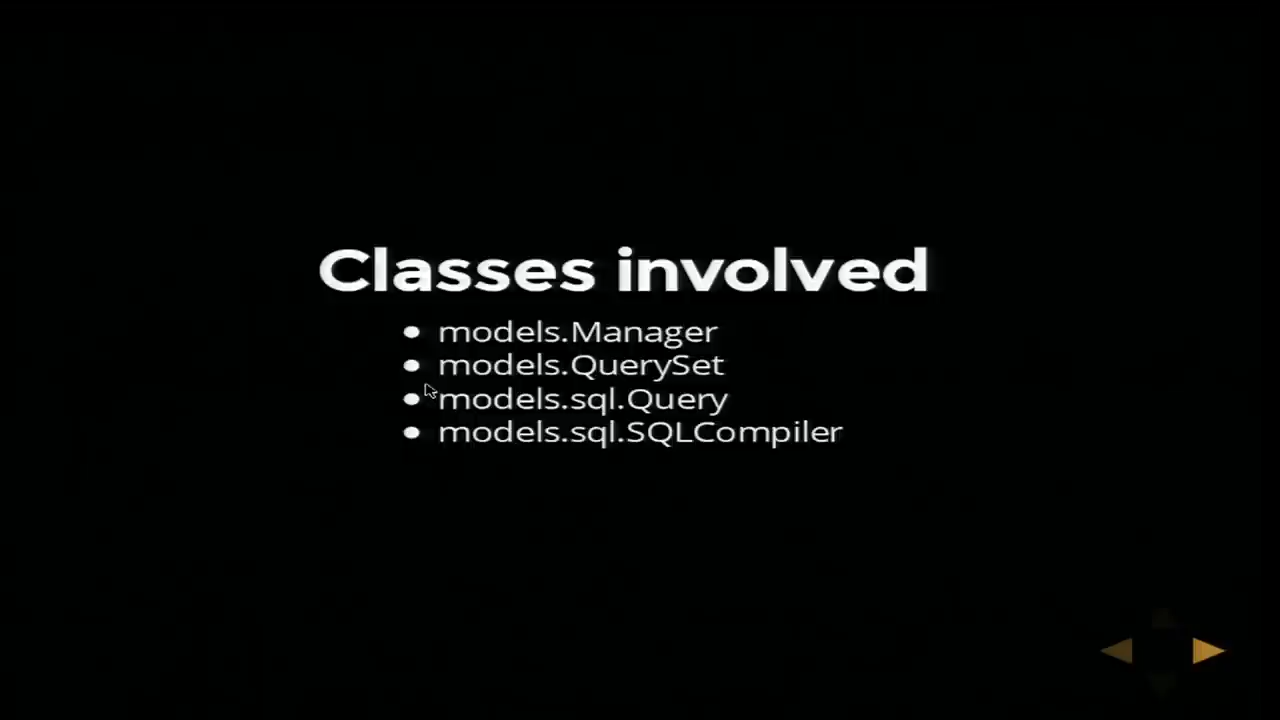 Classes involved
models.Manager
models.QuerySet
models.sql.Query
models.sql.SQLCompiler